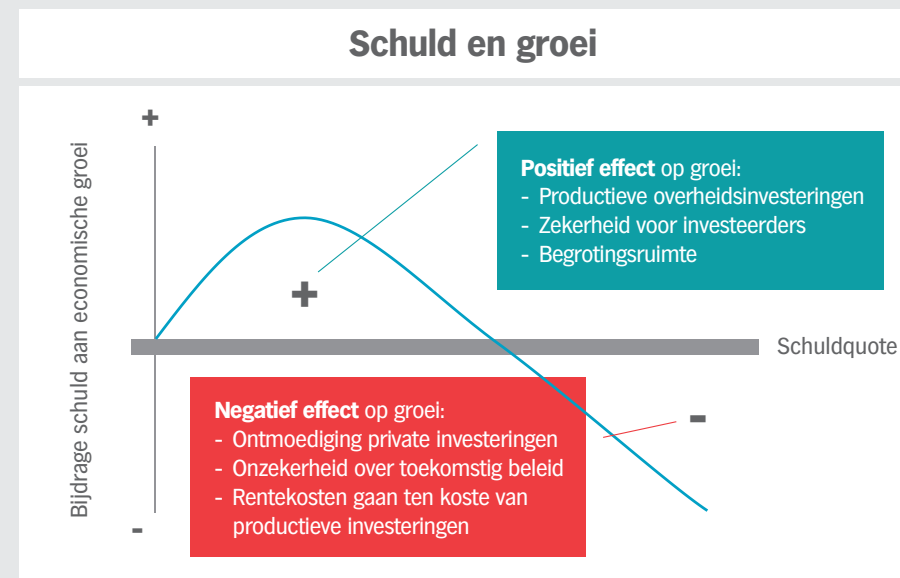 Schuld en groei
+
Bijdrage schuld aan economische groei
Positief effect op groei:
- Productieve overheidsinvesteringen
- Zekerheid voor investeerders
- Begrotingsruimte
+
Schuldquote
Negatief effect op groei:
- Ontmoediging private investeringen
- Onzekerheid over toekomstig beleid
- Rentekosten gaan ten koste van
productieve investeringen
-
-